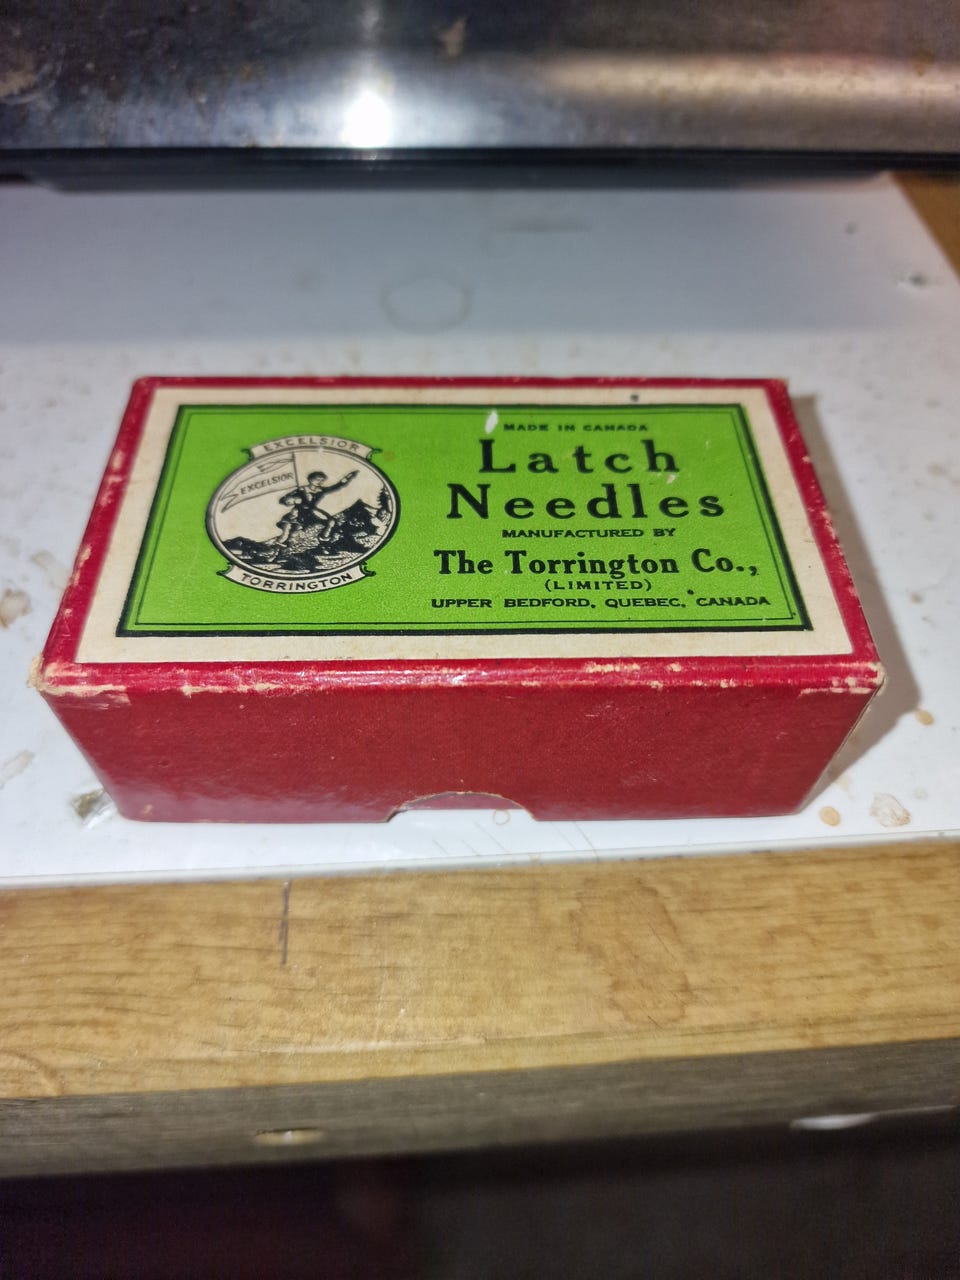 EXCELSIOR
EXCELSIOR
TORRINGTON
MADE IN CANADA
Latch
Needles
MANUFACTURED BY
The Torrington Co.,
(LIMITED)
UPPER BEDFORD, QUEBEC, CANADA